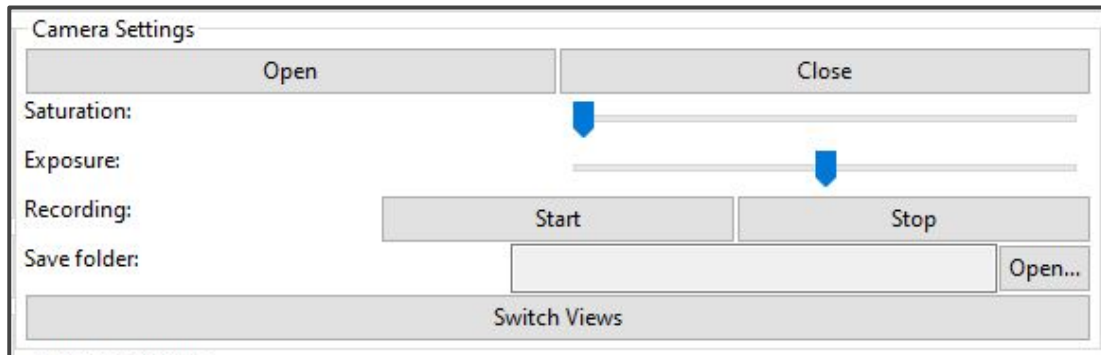 Camera Settings
Open Close
Saturation:
Exposure:
Recording: Start Stop
Save folder: Open...
Switch Views